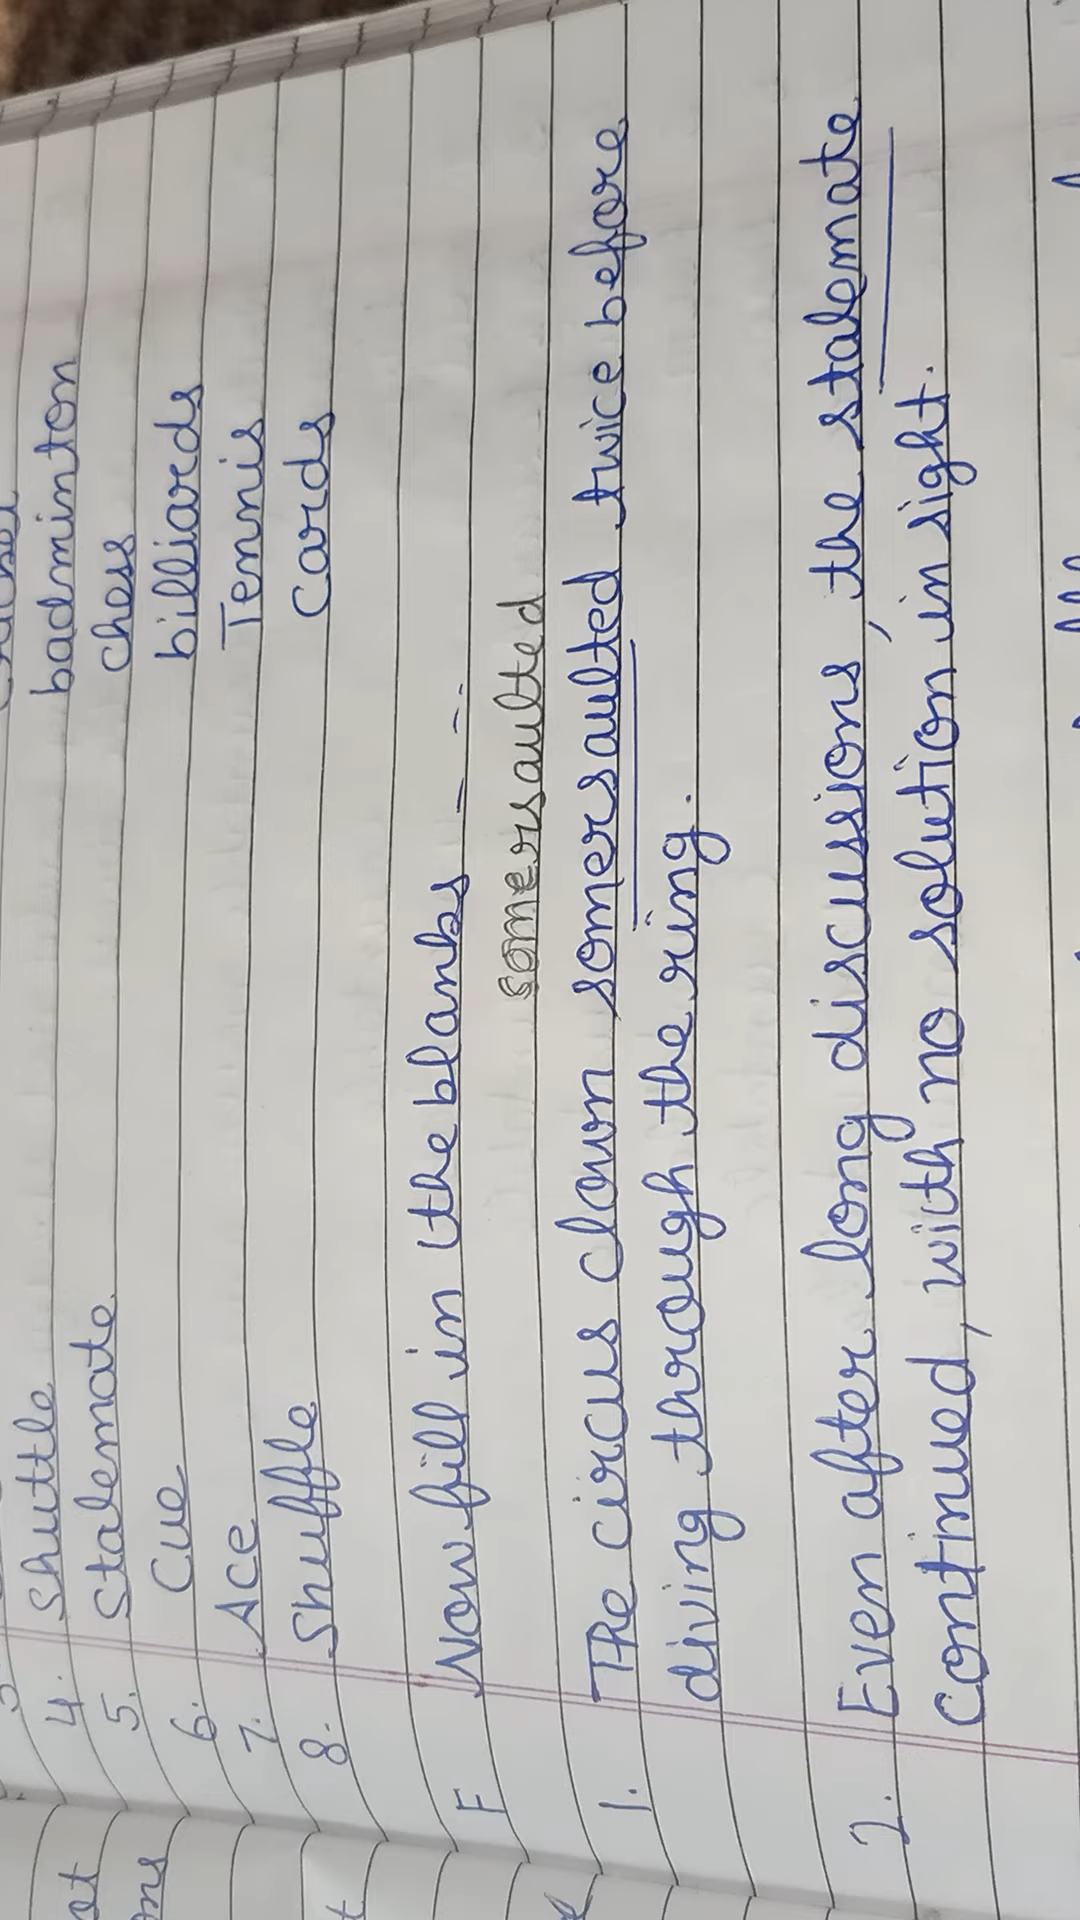 4. Shuttle badminton
5. Stalemate chess
6. Cue billiards
7. Ace Tennis
8. Shuffle Cards
F Now fill in the blanks - - -
somersaulted
1. The circus clown somersaulted twice before
diving through the ring.
2. Even after long discussions, the stalemate
continued, with no solution in sight.